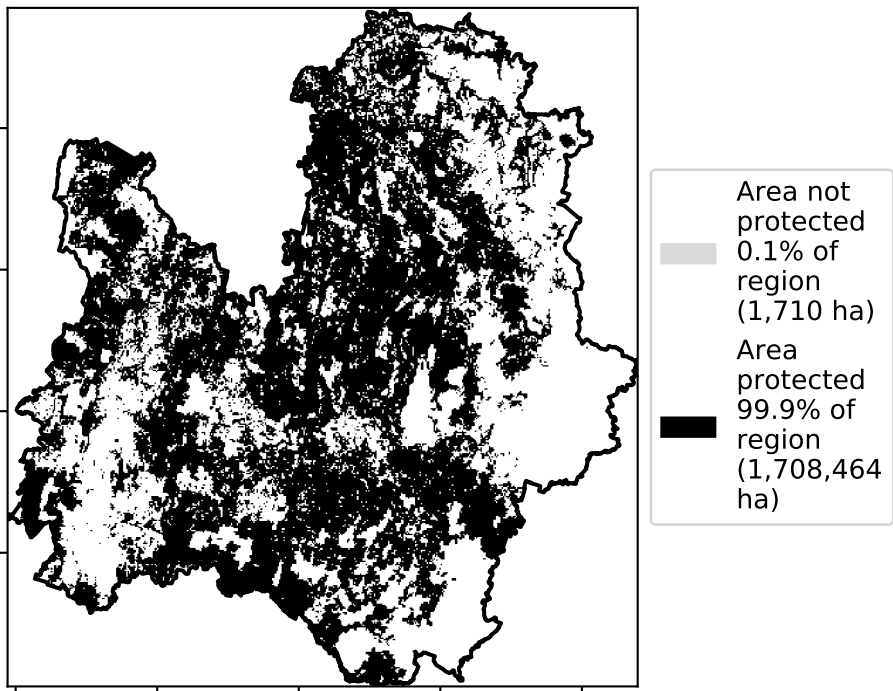 Area not
protected
0.1% of
region
(1,710 ha)
Area
protected
99.9% of
region
(1,708,464
ha)